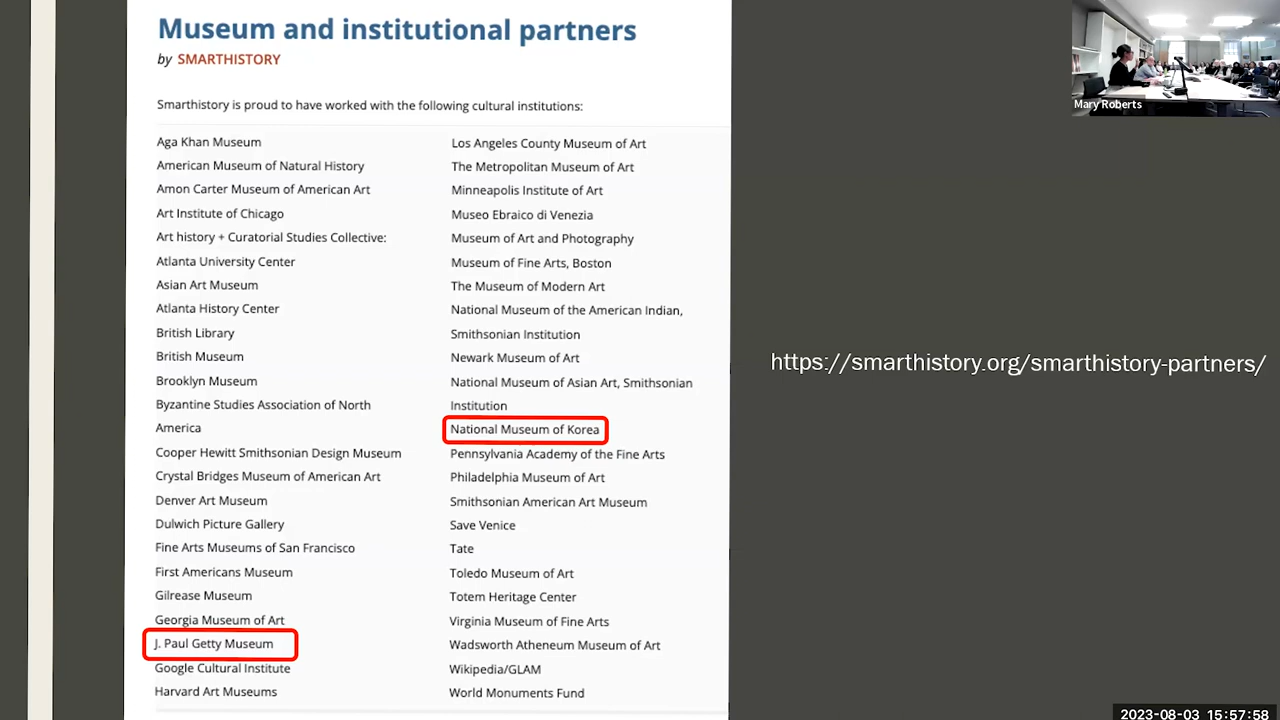 Museum and institutional partners
by SMARTHISTORY
Smarthistory is proud to have worked with the following cultural institutions:
Aga Khan Museum
American Museum of Natural History
Amon Carter Museum of American Art
Art Institute of Chicago
Art history + Curatorial Studies Collective:
Atlanta University Center
Asian Art Museum
Atlanta History Center
British Library
British Museum
Brooklyn Museum
Byzantine Studies Association of North
America
Cooper Hewitt Smithsonian Design Museum
Crystal Bridges Museum of American Art
Denver Art Museum
Dulwich Picture Gallery
Fine Arts Museums of San Francisco
First Americans Museum
Gilrease Museum
Georgia Museum of Art
J. Paul Getty Museum
Google Cultural Institute
Harvard Art Museums
Los Angeles County Museum of Art
The Metropolitan Museum of Art
Minneapolis Institute of Art
Museo Ebraico di Venezia
Museum of Art and Photography
Museum of Fine Arts, Boston
The Museum of Modern Art
National Museum of the American Indian,
Smithsonian Institution
Newark Museum of Art
National Museum of Asian Art, Smithsonian
Institution
National Museum of Korea
Pennsylvania Academy of the Fine Arts
Philadelphia Museum of Art
Smithsonian American Art Museum
Save Venice
Tate
Toledo Museum of Art
Totem Heritage Center
Virginia Museum of Fine Arts
Wadsworth Atheneum Museum of Art
Wikipedia/GLAM
World Monuments Fund
https://smarthistory.org/smarthistory-partners/
Mary Roberts
2023-08-03 15:57:58